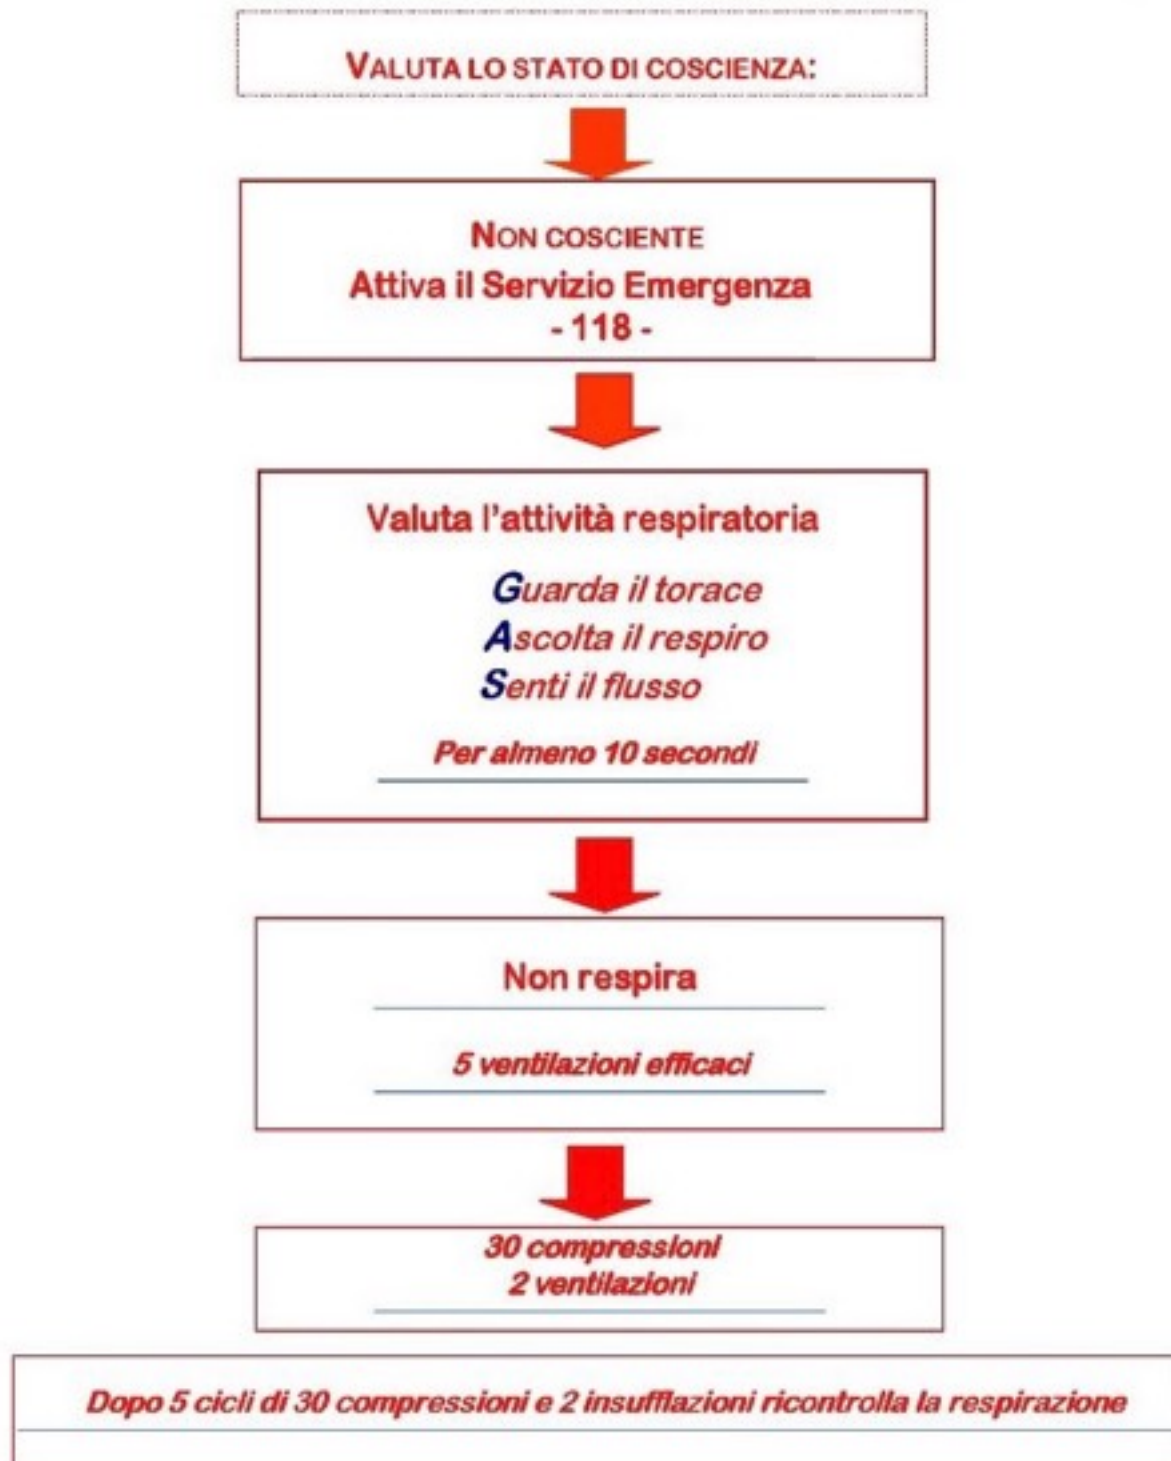 VALUTA LO STATO DI COSCIENZA:
NON COSCIENTE
Attiva il Servizio Emergenza
- 118 -
Valuta l'attività respiratoria
Guarda il torace
Ascolta il respiro
Senti il flusso
Per almeno 10 secondi
Non respira
5 ventilazioni efficaci
30 compressioni
2 ventilazioni
Dopo 5 cicli di 30 compressioni e 2 insufflazioni ricontrolla la respirazione